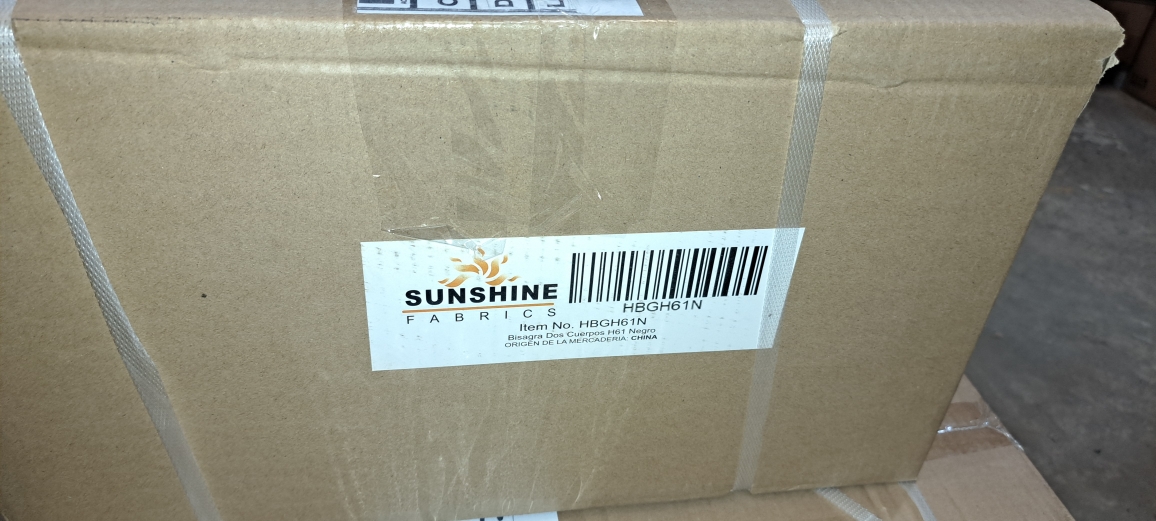 SUNSHINE
FABRICS
HBGH61N
Item No. HBGH61N
Bisagra Dos Cuerpos H61 Negro
ORIGEN DE LA MERCADERIA: CHINA